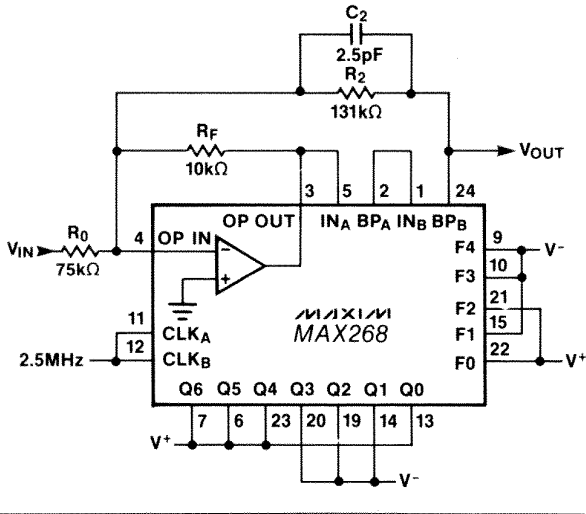 C2
2.5pF
R2
131kΩ
RF
10kΩ
VOUT
3 5 2 1 24
OP OUT INA BPA INB BPB
R0
VIN
75kΩ
4 OP IN
−
+
F4 9 V−
F3 10
F2 21
F1 15
F0 22 V+
MAXIM
MAX268
11 CLKA
12 CLKB
2.5MHz
Q6 Q5 Q4 Q3 Q2 Q1 Q0
7 6 23 20 19 14 13
V+
V−